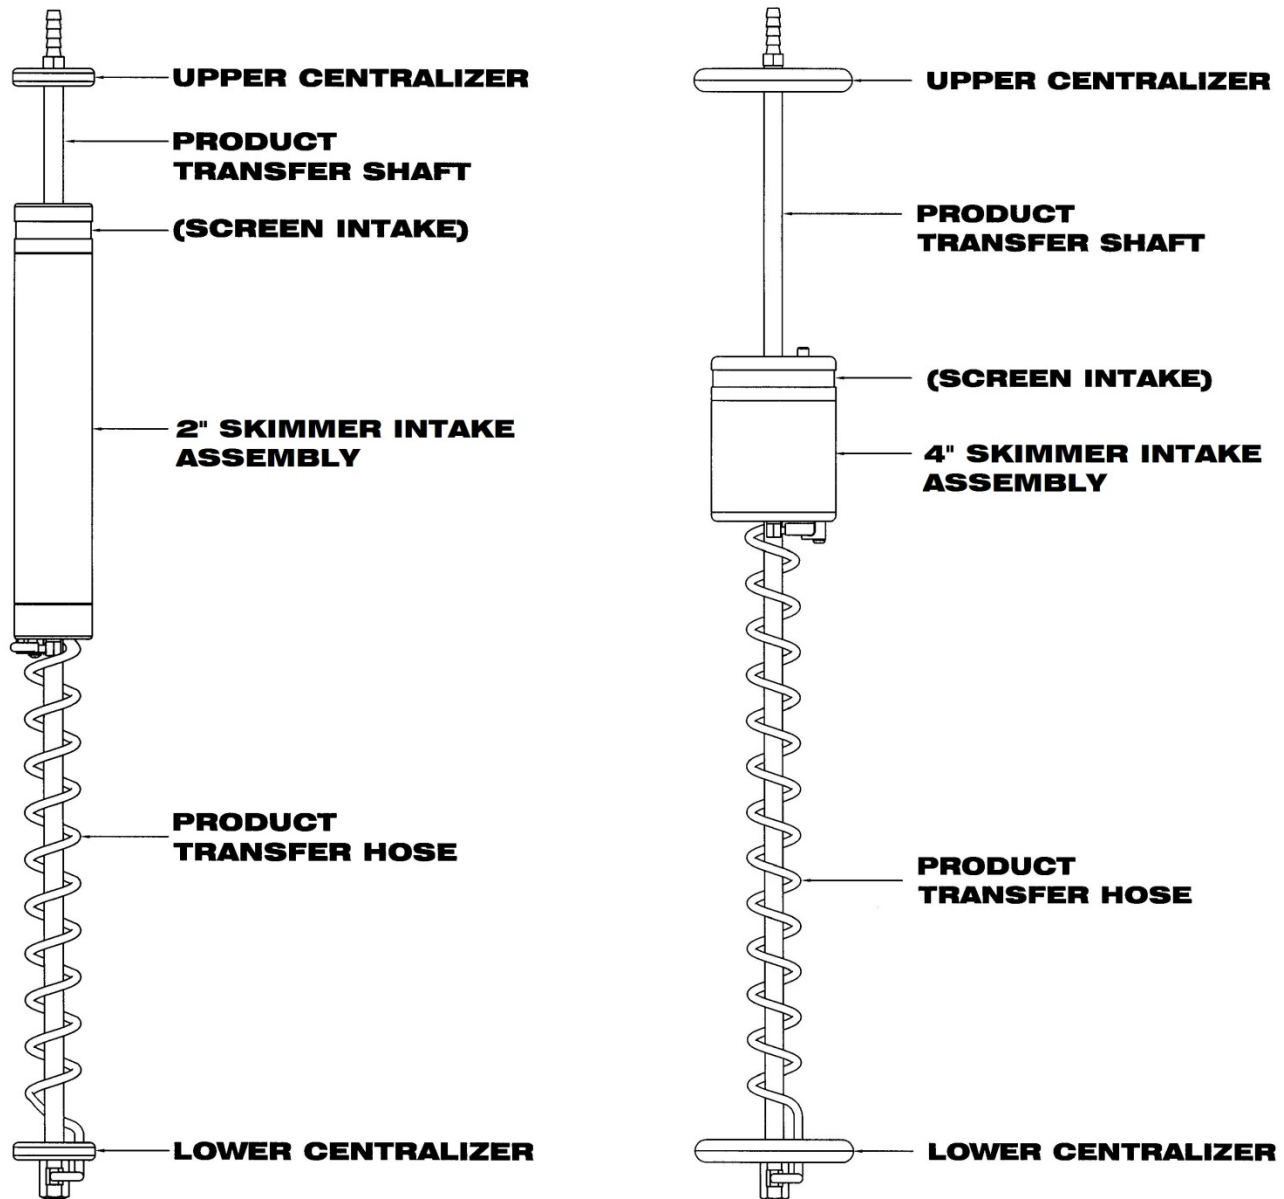 UPPER CENTRALIZER
PRODUCT
TRANSFER SHAFT
(SCREEN INTAKE)
2" SKIMMER INTAKE
ASSEMBLY
PRODUCT
TRANSFER HOSE
LOWER CENTRALIZER
UPPER CENTRALIZER
PRODUCT
TRANSFER SHAFT
(SCREEN INTAKE)
4" SKIMMER INTAKE
ASSEMBLY
PRODUCT
TRANSFER HOSE
LOWER CENTRALIZER